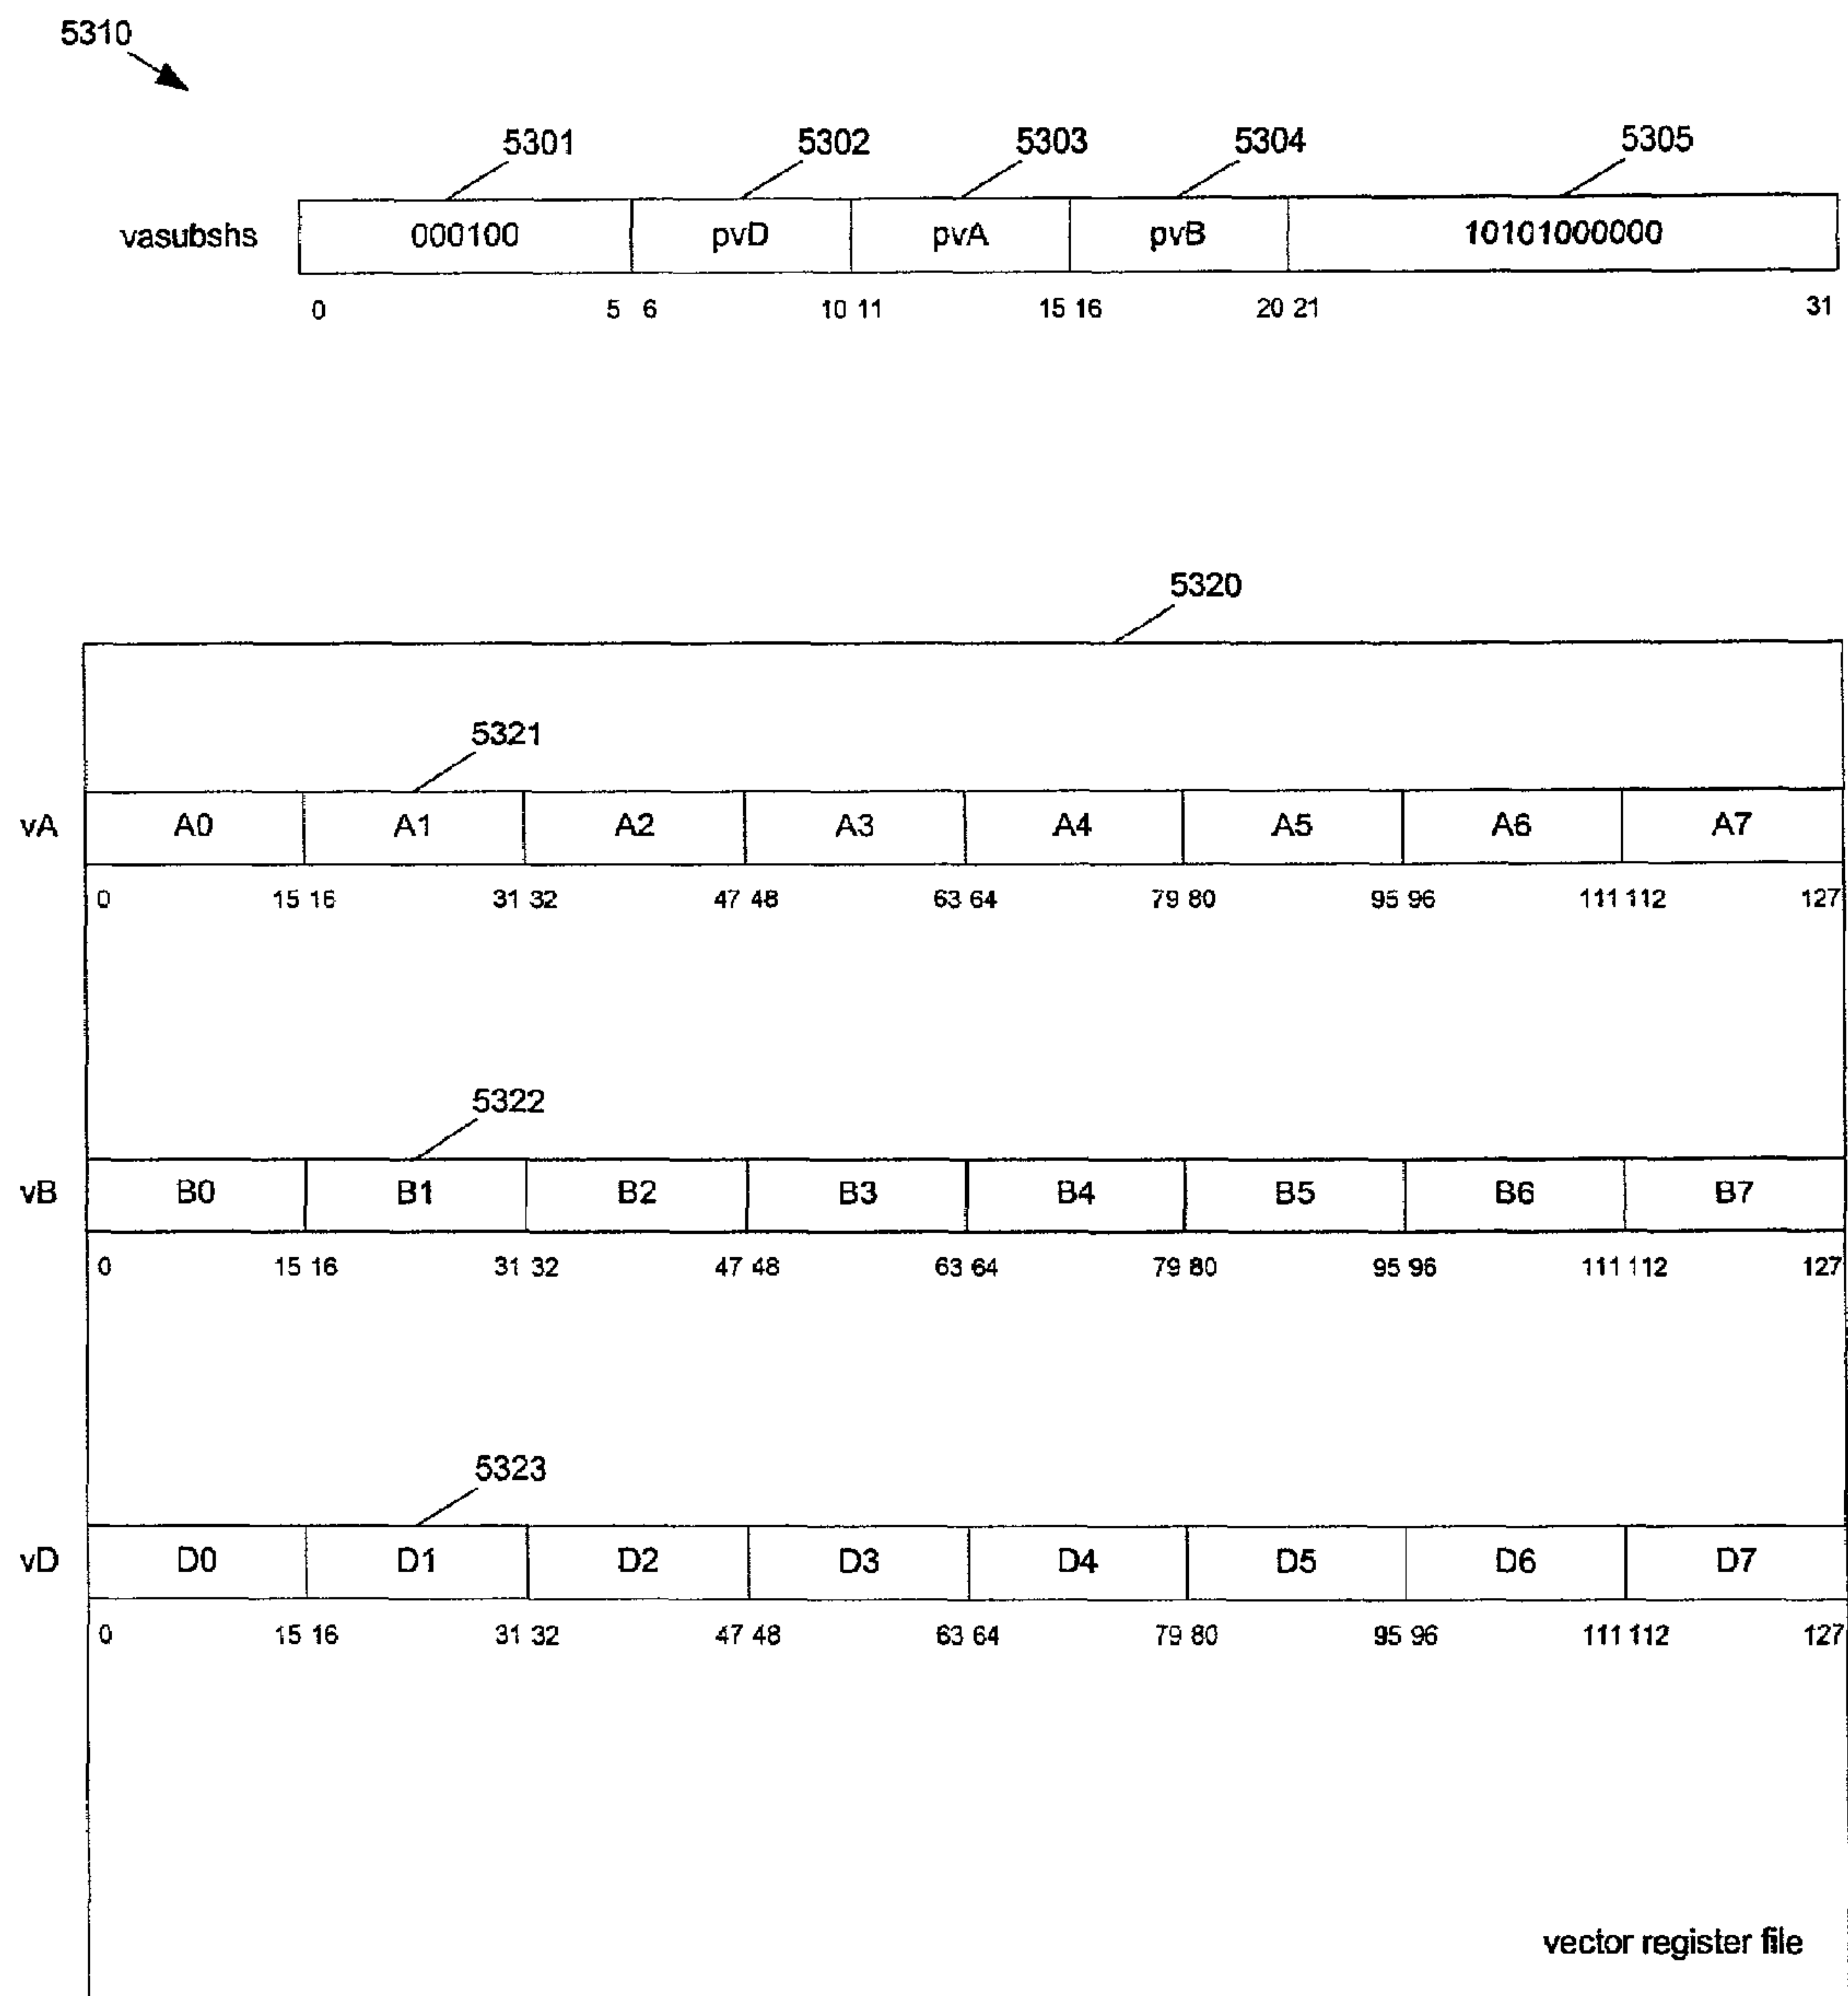 5310
5301 5302 5303 5304 5305
vasubshs 000100 pvD pvA pvB 10101000000
0 5 6 10 11 15 16 20 21 31
5320
5321
vA A0 A1 A2 A3 A4 A5 A6 A7
0 15 16 31 32 47 48 63 64 79 80 95 96 111 112 127
5322
vB B0 B1 B2 B3 B4 B5 B6 B7
0 15 16 31 32 47 48 63 64 79 80 95 96 111 112 127
5323
vD D0 D1 D2 D3 D4 D5 D6 D7
0 15 16 31 32 47 48 63 64 79 80 95 96 111 112 127
vector register file